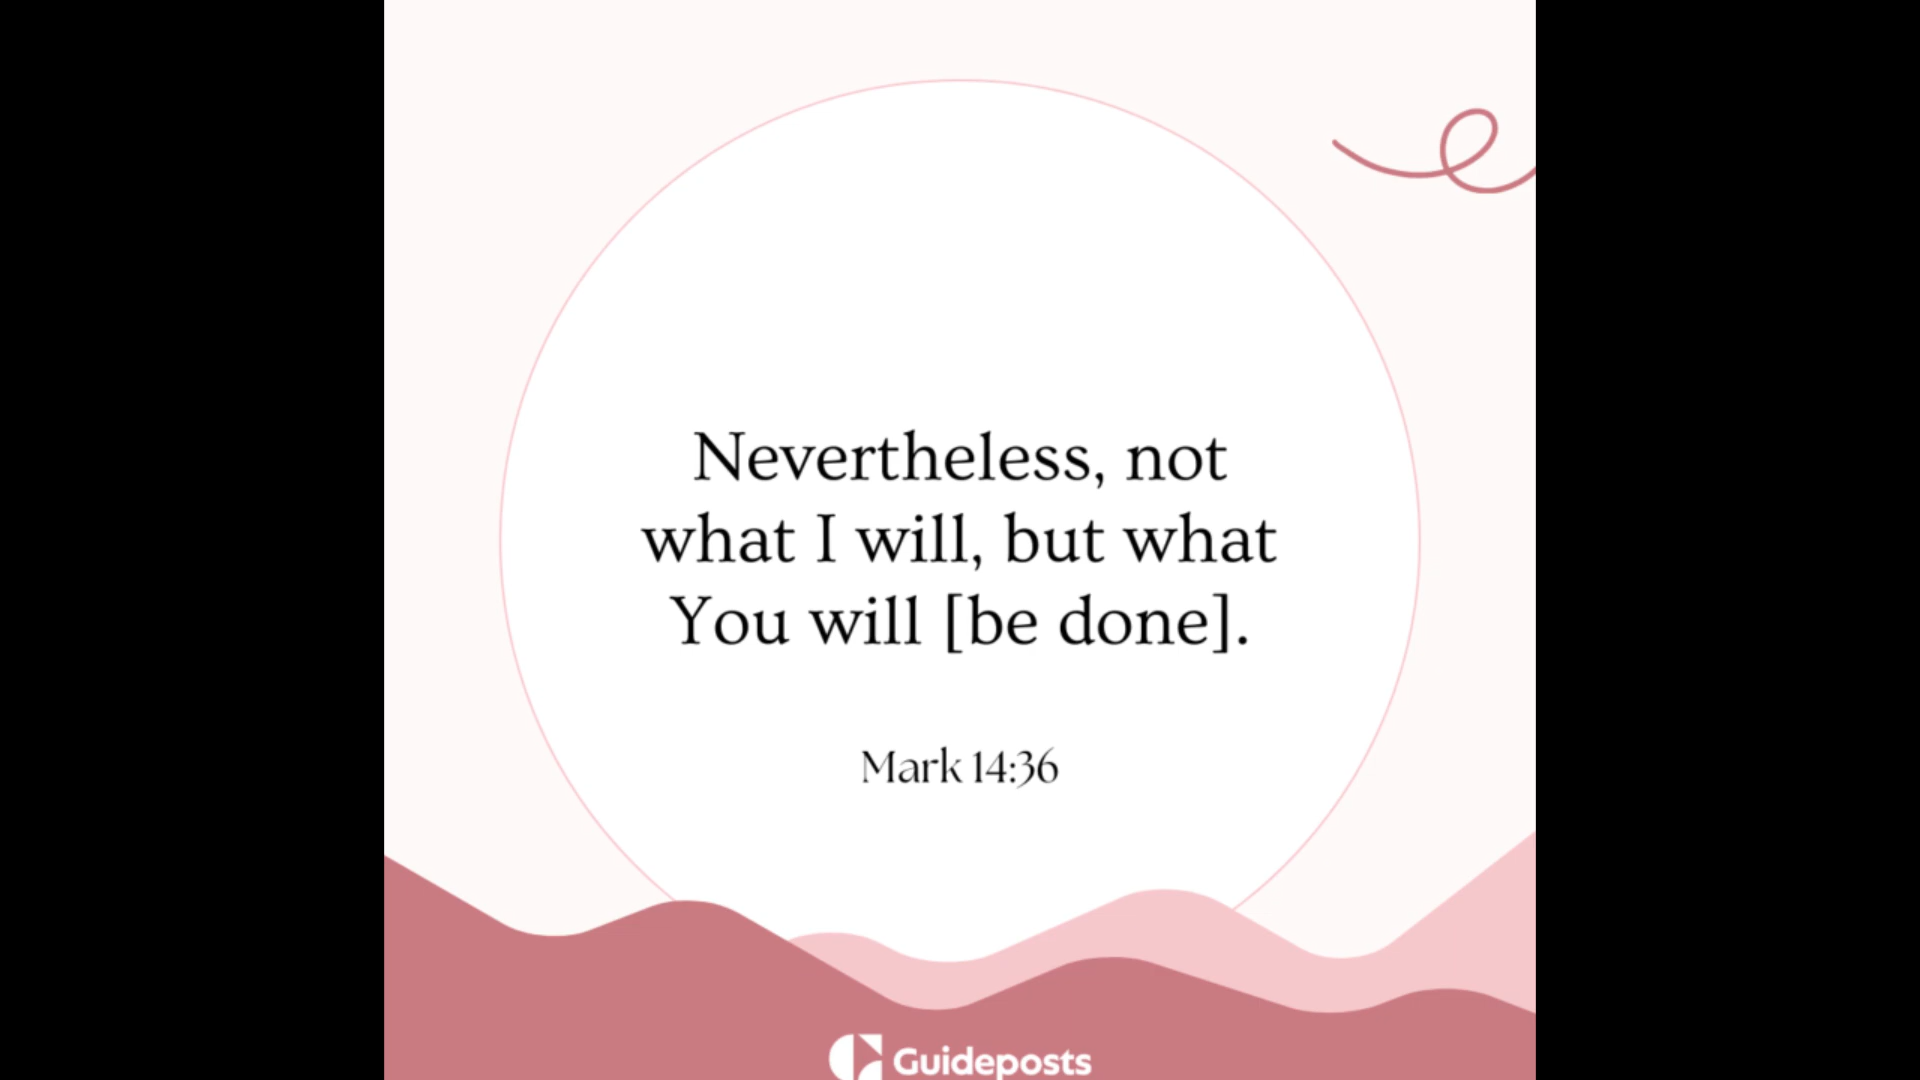 Nevertheless, not
what I will, but what
You will [be done].
Mark 14:36
Guideposts